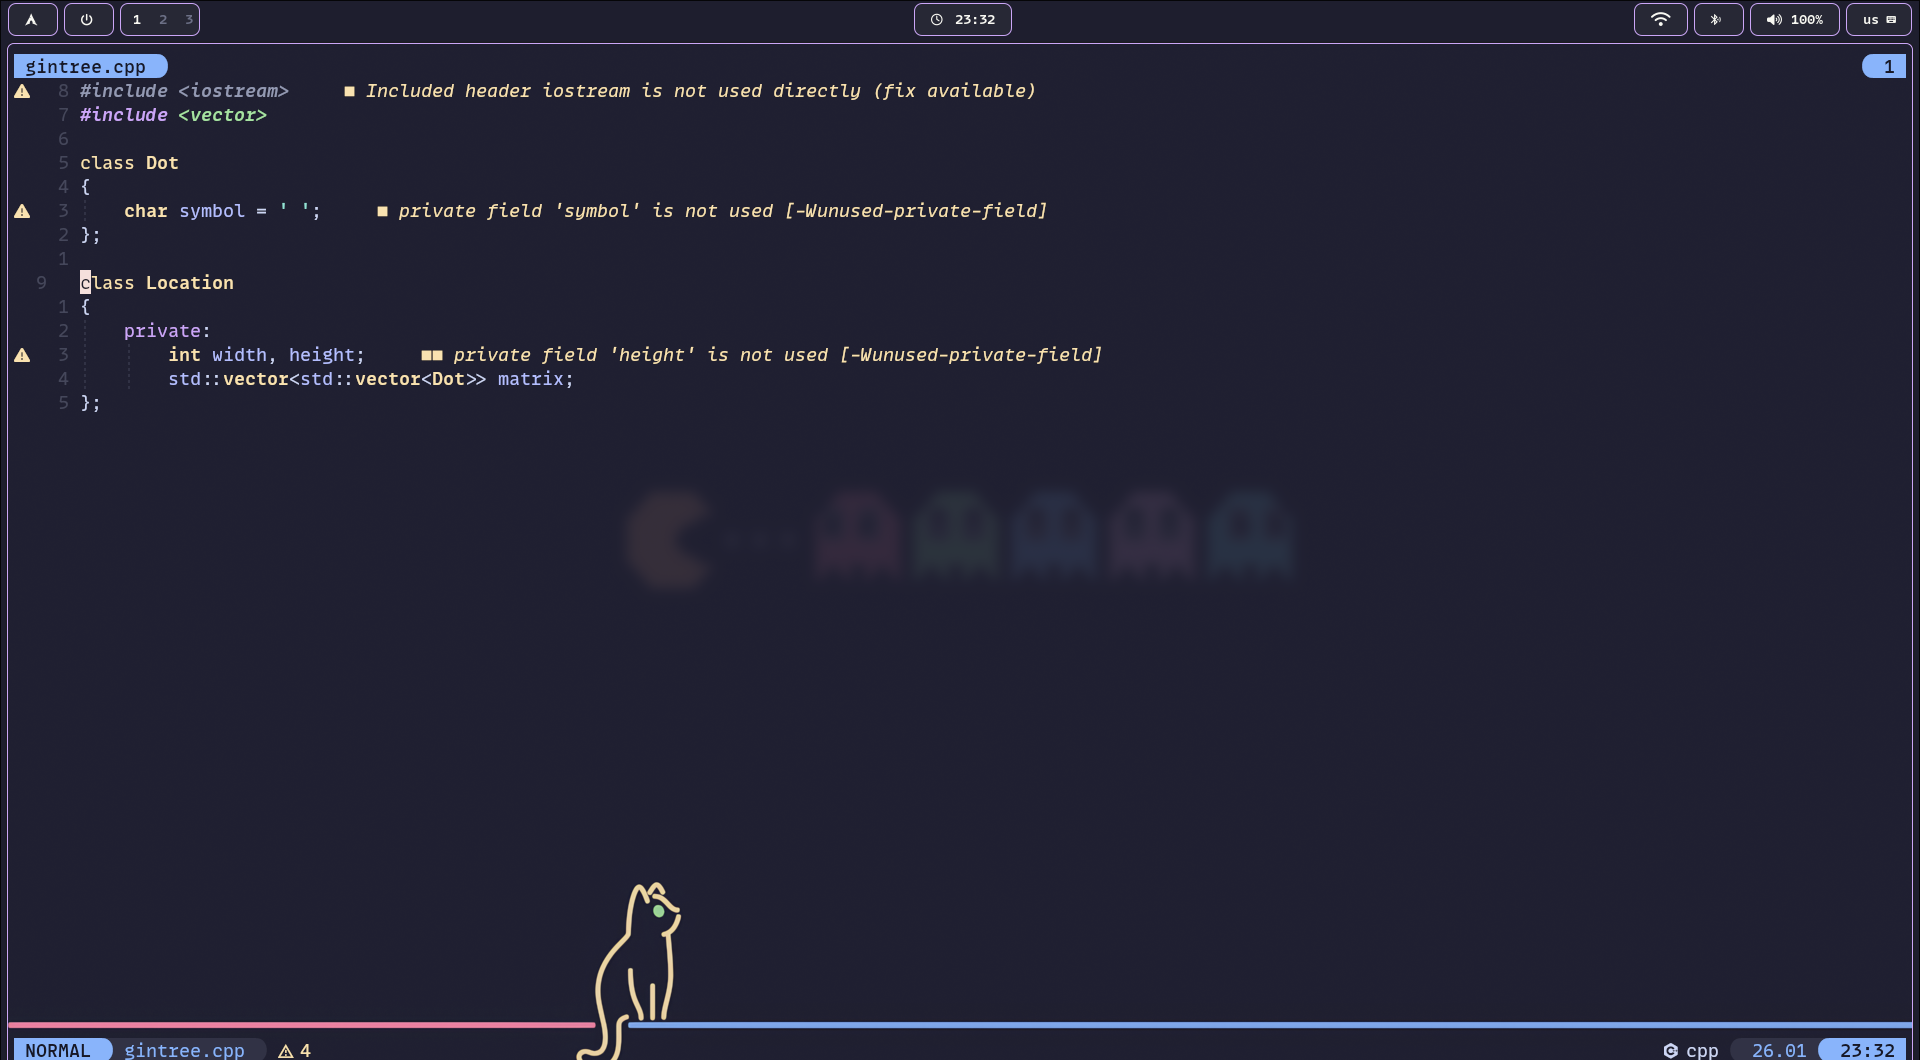 1 2 3
23:32
100%
us
gintree.cpp
1
8 #include <iostream> ■ Included header iostream is not used directly (fix available)
7 #include <vector>
6
5 class Dot
4 {
3 char symbol = ' '; ■ private field 'symbol' is not used [-Wunused-private-field]
2 };
1
9 class Location
1 {
2 private:
3 int width, height; ■■ private field 'height' is not used [-Wunused-private-field]
4 std::vector<std::vector<Dot>> matrix;
5 };
NORMAL gintree.cpp 4
cpp 26.01 23:32